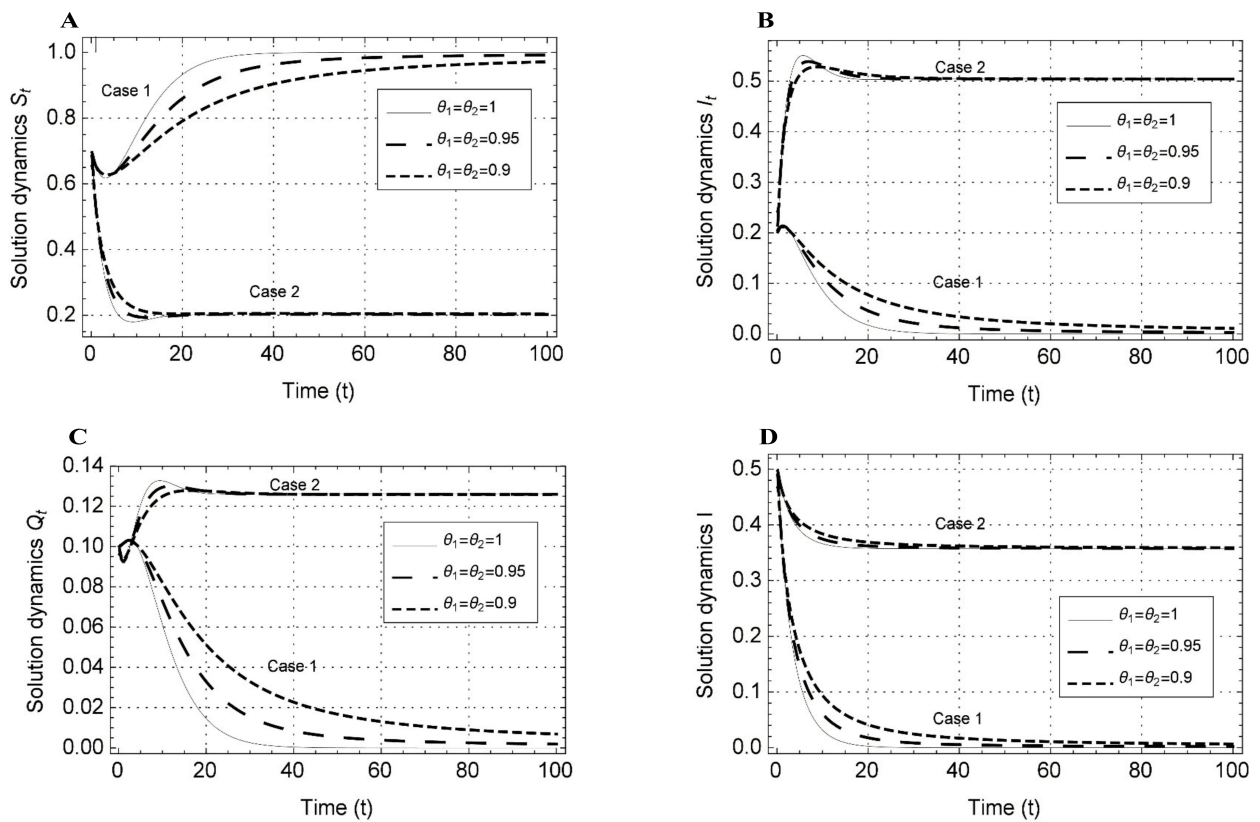 A
Solution dynamics S_t
1.0
0.8
0.6
0.4
0.2
Case 1
θ₁=θ₂=1
θ₁=θ₂=0.95
θ₁=θ₂=0.9
Case 2
0 20 40 60 80 100
Time (t)
B
Solution dynamics I_t
0.5
0.4
0.3
0.2
0.1
0.0
Case 2
θ₁=θ₂=1
θ₁=θ₂=0.95
θ₁=θ₂=0.9
Case 1
0 20 40 60 80 100
Time (t)
C
Solution dynamics Q_t
0.14
0.12
0.10
0.08
0.06
0.04
0.02
0.00
Case 2
θ₁=θ₂=1
θ₁=θ₂=0.95
θ₁=θ₂=0.9
Case 1
0 20 40 60 80 100
Time (t)
D
Solution dynamics I
0.5
0.4
0.3
0.2
0.1
0.0
Case 2
θ₁=θ₂=1
θ₁=θ₂=0.95
θ₁=θ₂=0.9
Case 1
0 20 40 60 80 100
Time (t)